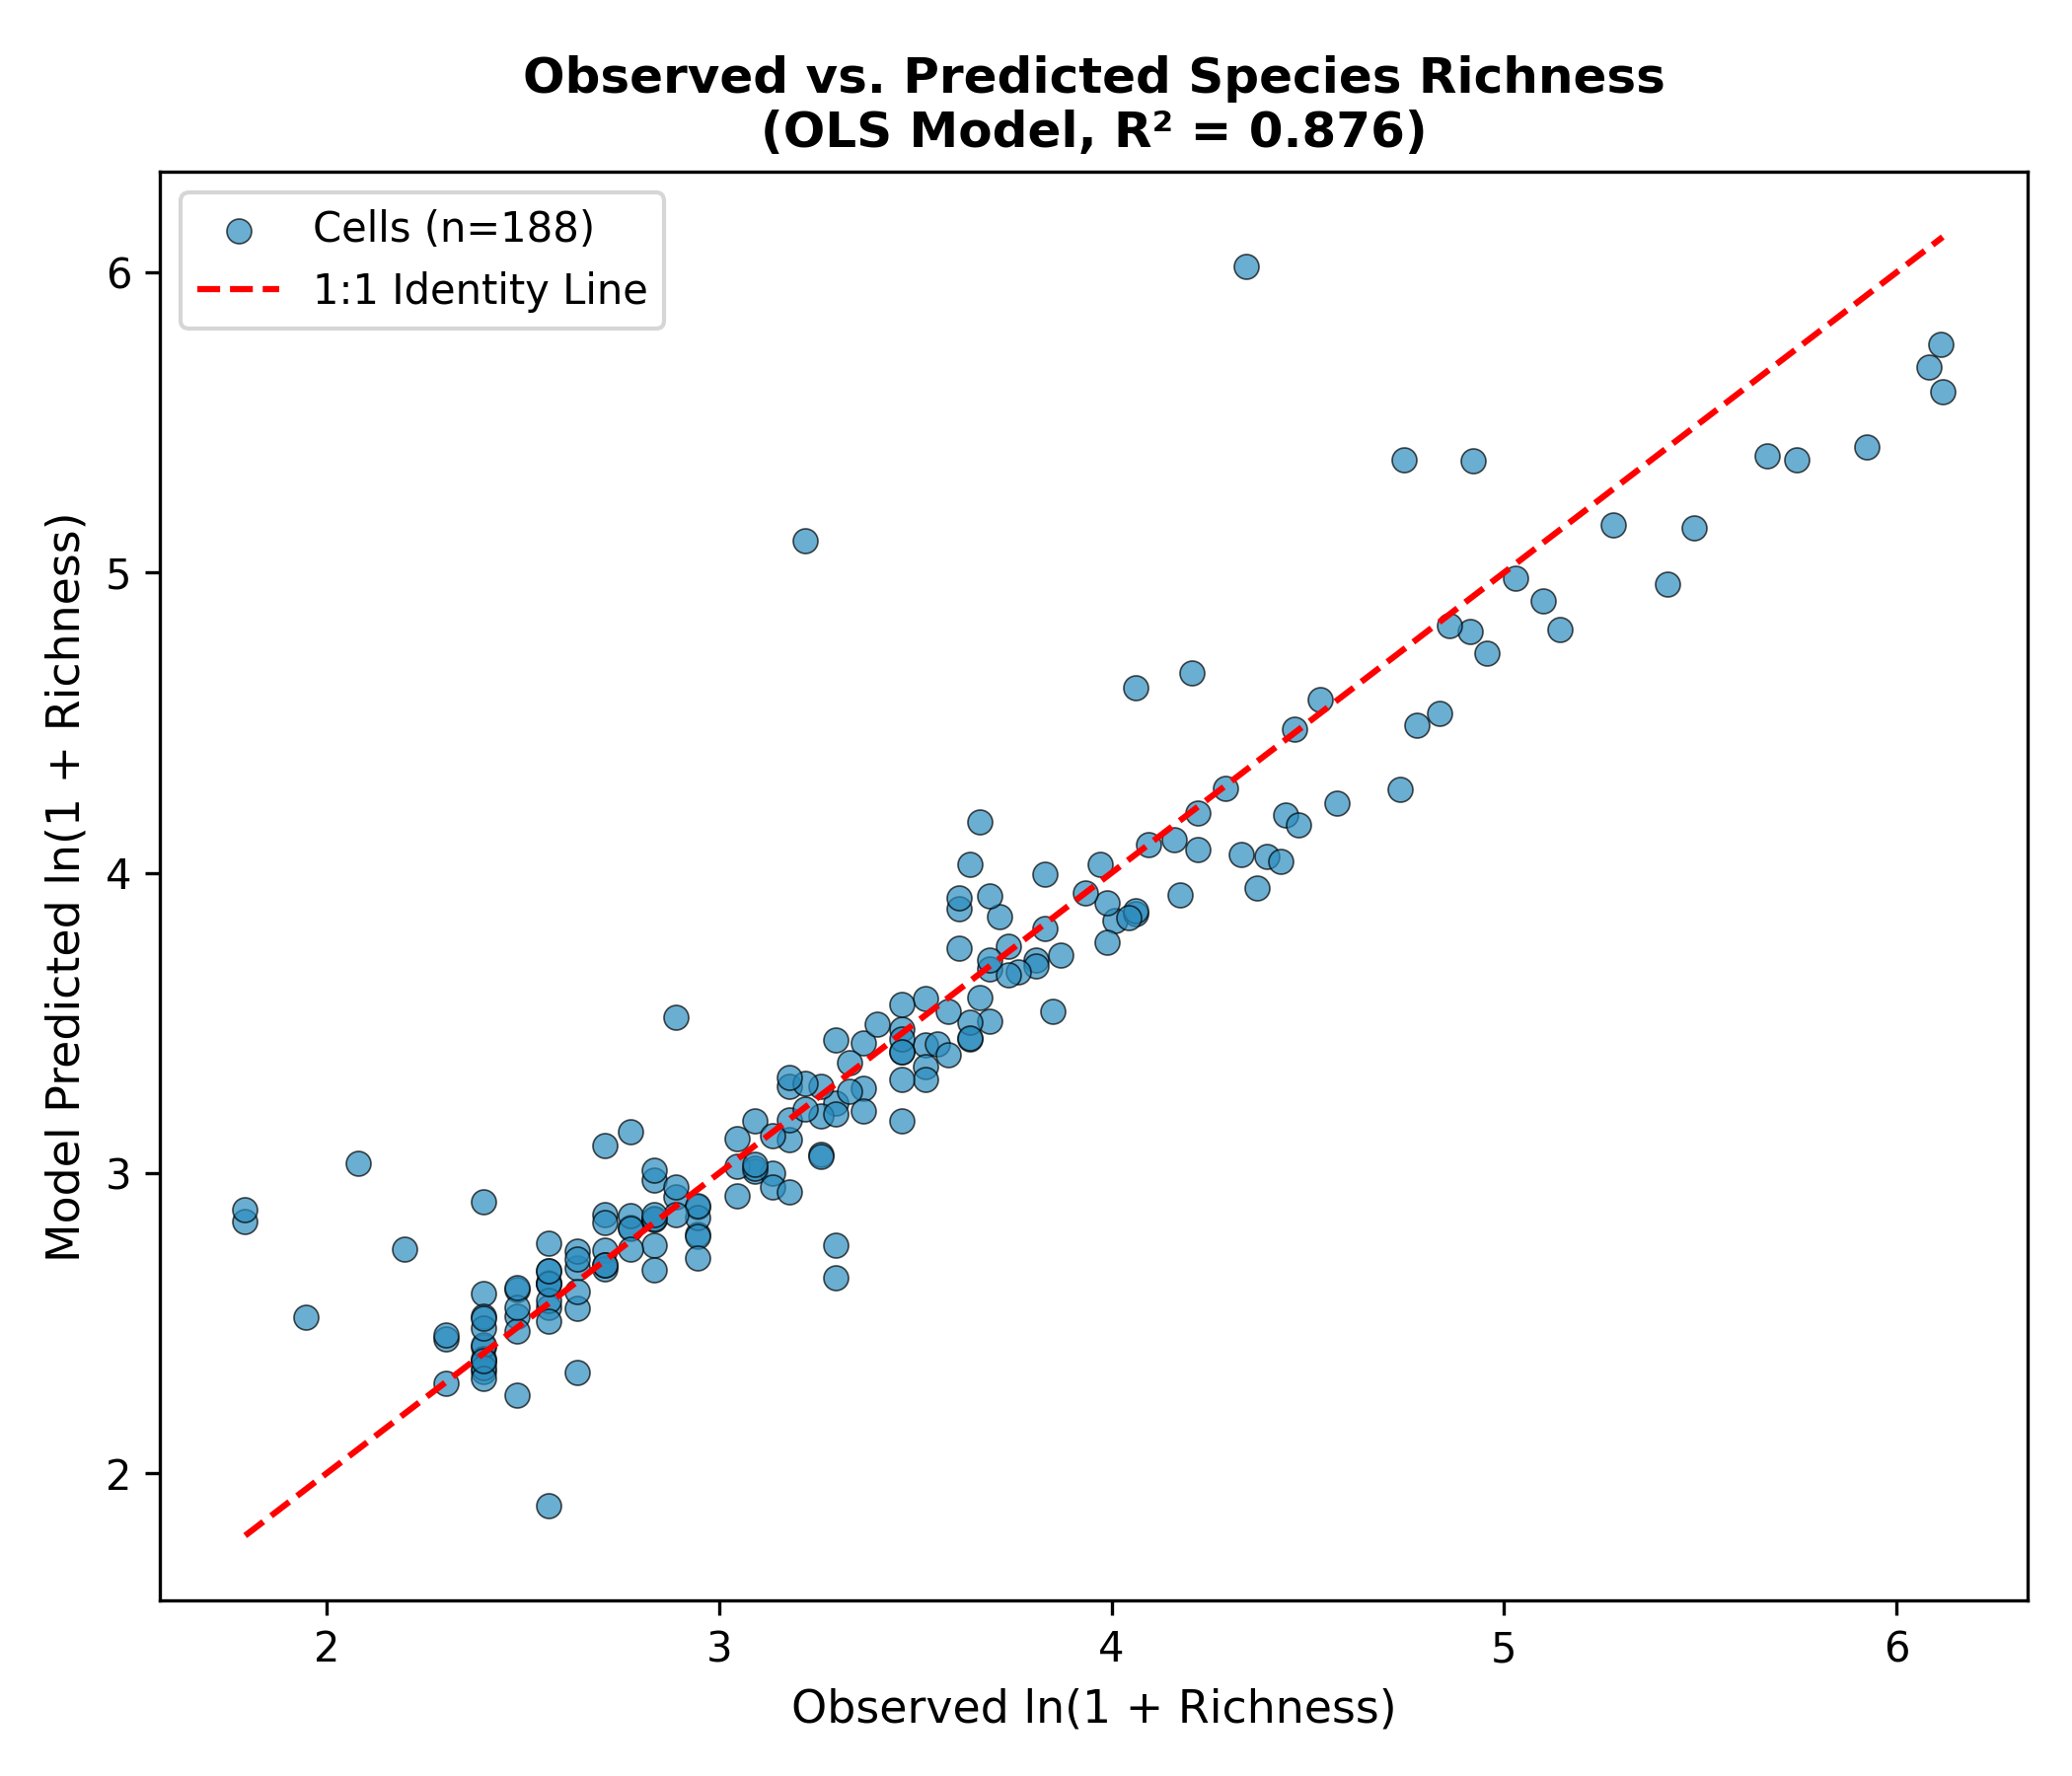 Observed vs. Predicted Species Richness
(OLS Model, R² = 0.876)
Cells (n=188)
1:1 Identity Line
6
5
4
3
2
Model Predicted ln(1 + Richness)
2 3 4 5 6
Observed ln(1 + Richness)